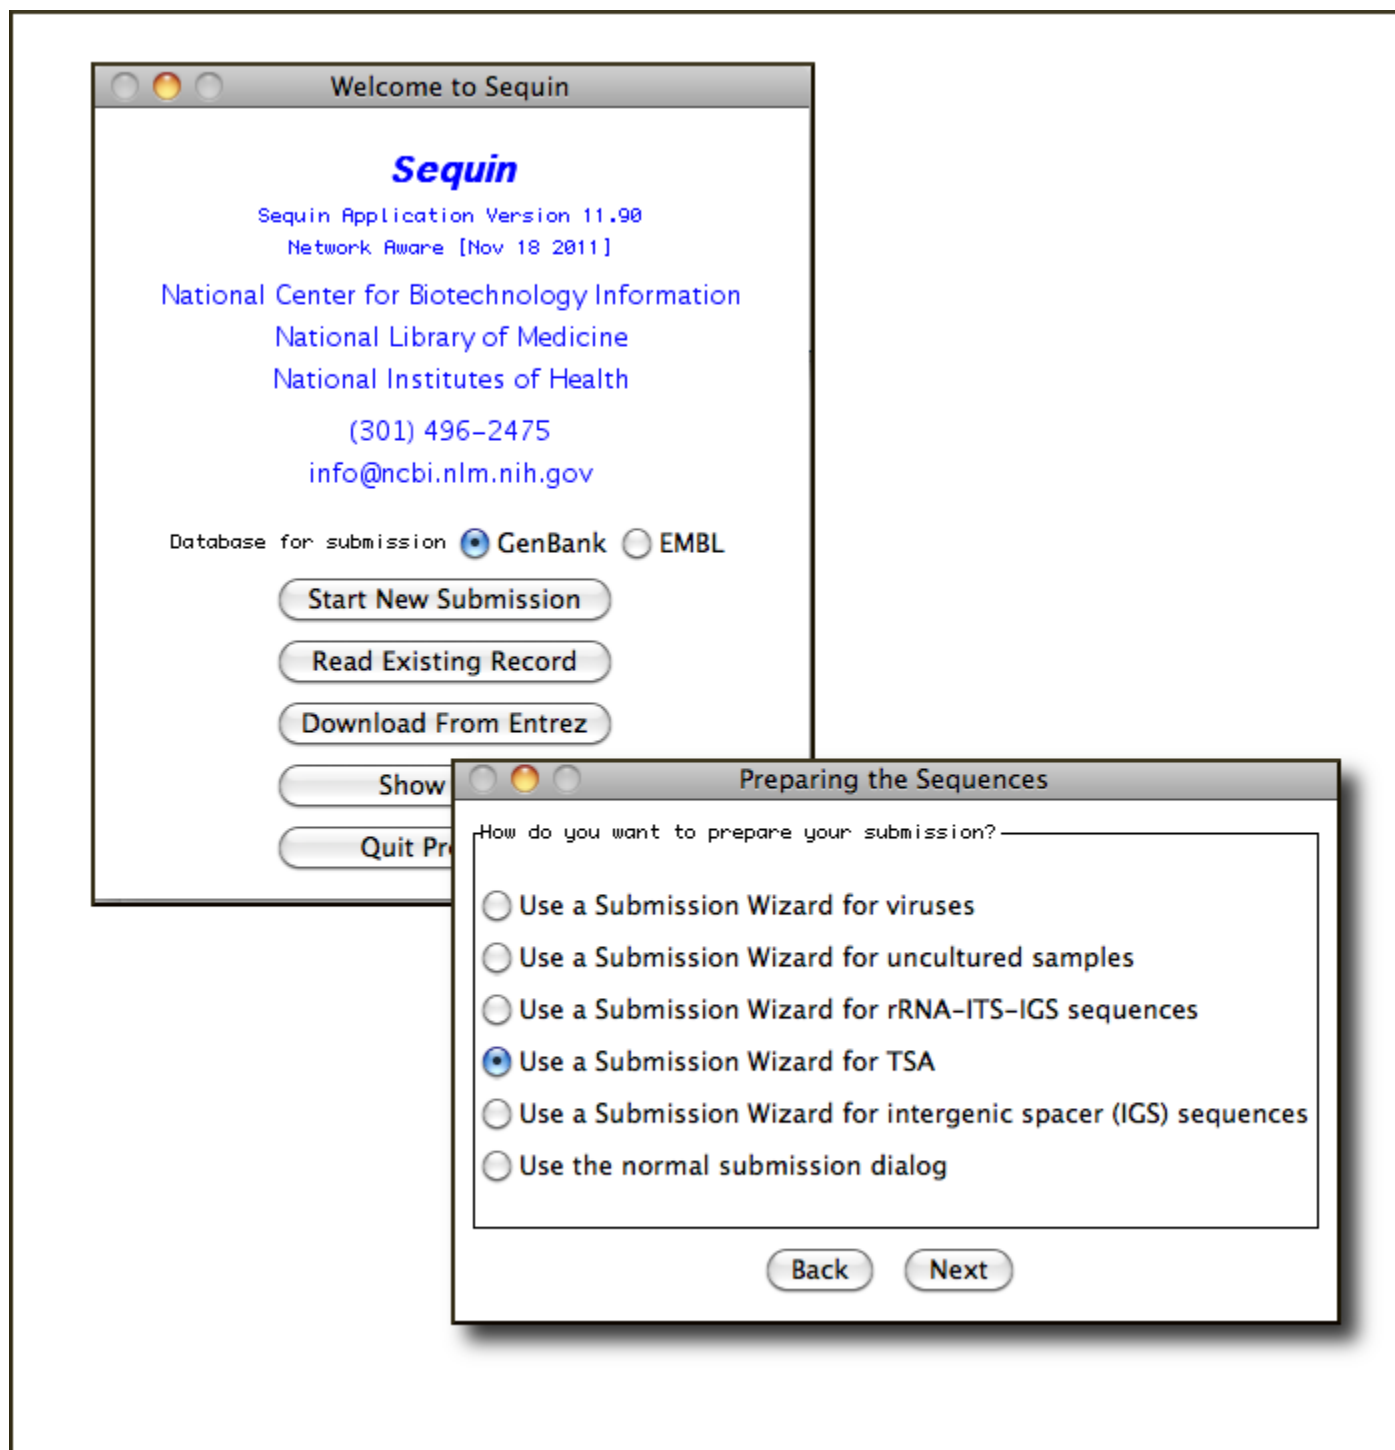 Welcome to Sequin
Sequin
Sequin Application Version 11.90
Network Aware [Nov 18 2011]
National Center for Biotechnology Information
National Library of Medicine
National Institutes of Health
(301) 496-2475
info@ncbi.nlm.nih.gov
Database for submission GenBank EMBL
Start New Submission
Read Existing Record
Download From Entrez
Show
Quit
Preparing the Sequences
How do you want to prepare your submission?
Use a Submission Wizard for viruses
Use a Submission Wizard for uncultured samples
Use a Submission Wizard for rRNA-ITS-IGS sequences
Use a Submission Wizard for TSA
Use a Submission Wizard for intergenic spacer (IGS) sequences
Use the normal submission dialog
Back Next